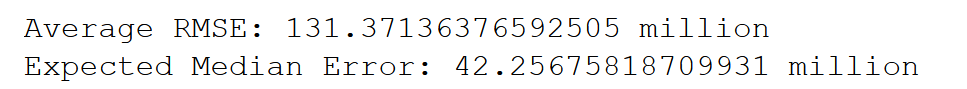 Average RMSE: 131.37136376592505 million
Expected Median Error: 42.25675818709931 million